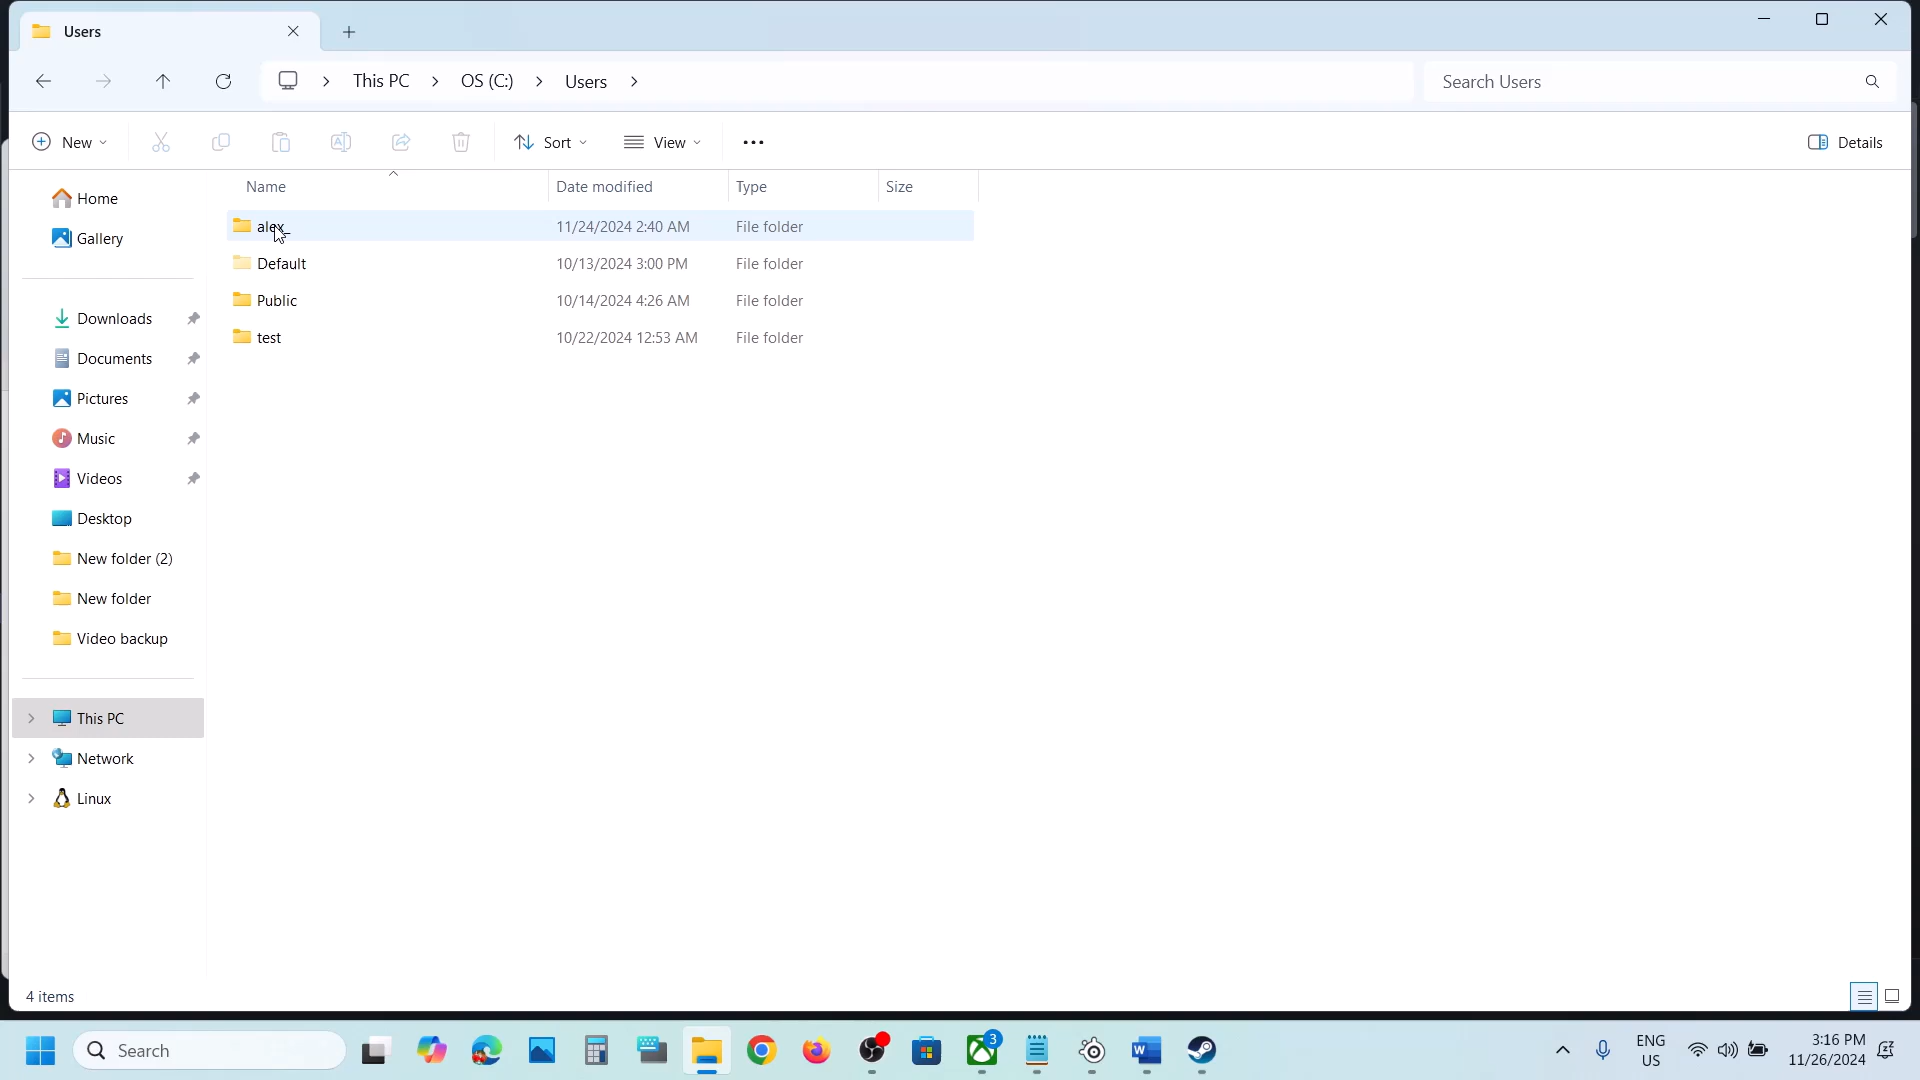 Users
This PC
OS (C:)
Users
Search Users
New
Sort
View
Details
Name
Date modified
Type
Size
alex 11/24/2024 2:40 AM File folder
Default 10/13/2024 3:00 PM File folder
Public 10/14/2024 4:26 AM File folder
test 10/22/2024 12:53 AM File folder
Home
Gallery
Downloads
Documents
Pictures
Music
Videos
Desktop
New folder (2)
New folder
Video backup
This PC
Network
Linux
4 items
Search
3
ENG
US
3:16 PM
11/26/2024